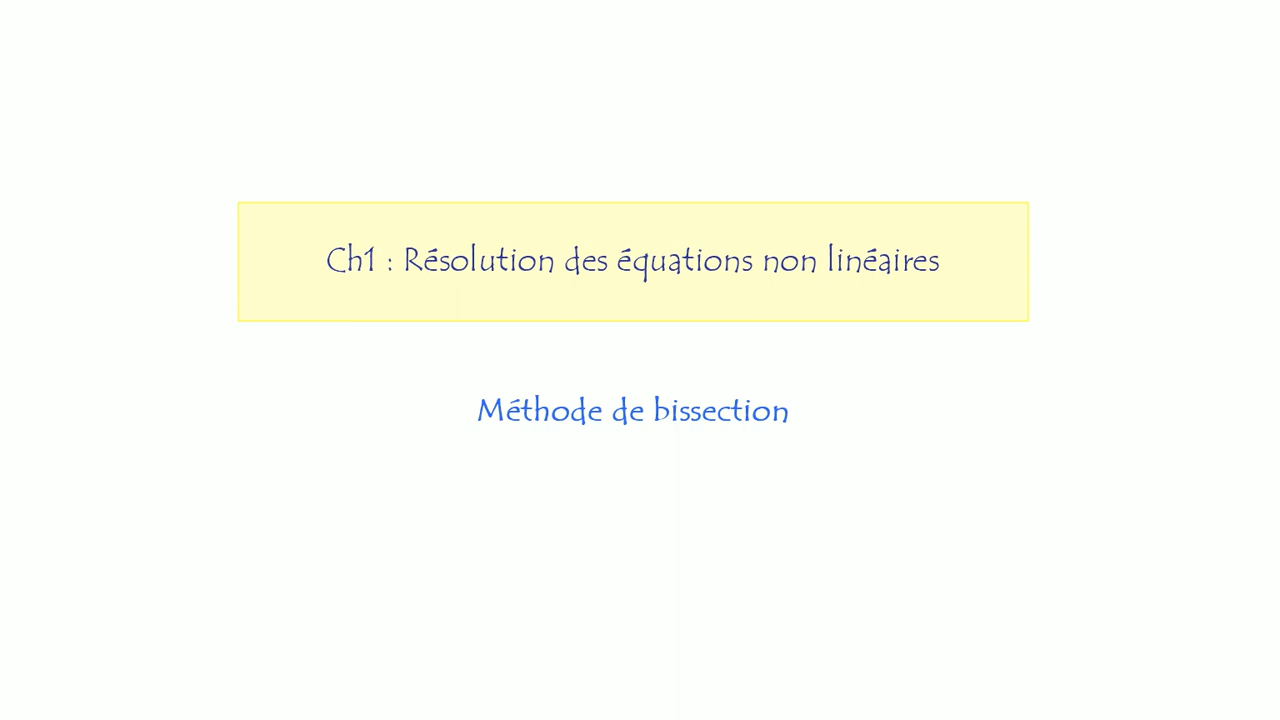 Ch1 : Résolution des équations non linéaires
Méthode de bissection